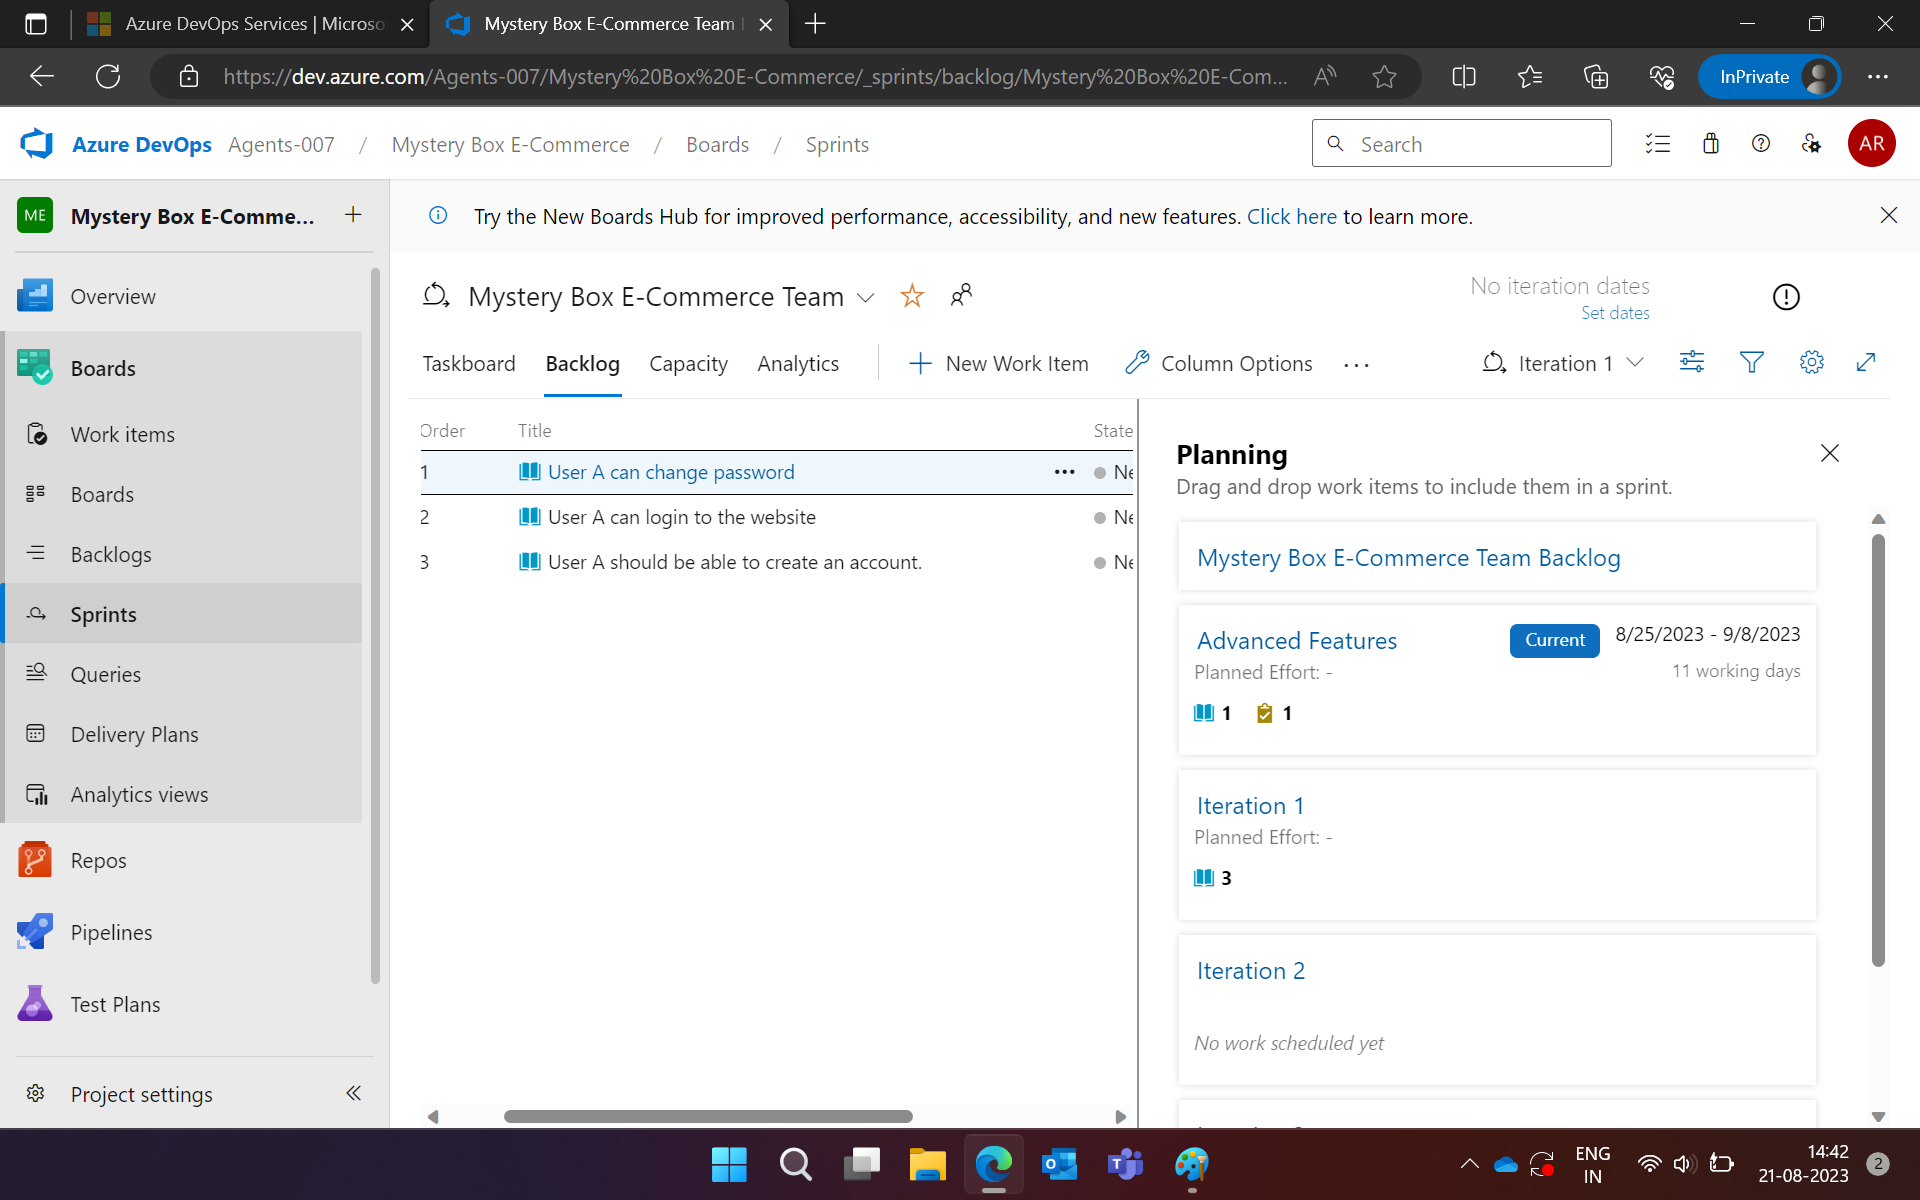 Azure DevOps Services | Microso
Mystery Box E-Commerce Team
https://dev.azure.com/Agents-007/Mystery%20Box%20E-Commerce/_sprints/backlog/Mystery%20Box%20E-Com...
InPrivate
Azure DevOps Agents-007 / Mystery Box E-Commerce / Boards / Sprints
Search
AR
ME Mystery Box E-Comme...
Try the New Boards Hub for improved performance, accessibility, and new features. Click here to learn more.
Overview
Boards
Work items
Boards
Backlogs
Sprints
Queries
Delivery Plans
Analytics views
Repos
Pipelines
Test Plans
Project settings
Mystery Box E-Commerce Team
No iteration dates
Set dates
Taskboard Backlog Capacity Analytics New Work Item Column Options ... Iteration 1
Order Title State
1 User A can change password ... Ne
2 User A can login to the website Ne
3 User A should be able to create an account. Ne
Planning
Drag and drop work items to include them in a sprint.
Mystery Box E-Commerce Team Backlog
Advanced Features Current 8/25/2023 - 9/8/2023
Planned Effort: - 11 working days
1 1
Iteration 1
Planned Effort: -
3
Iteration 2
No work scheduled yet
ENG
IN
14:42
21-08-2023
2